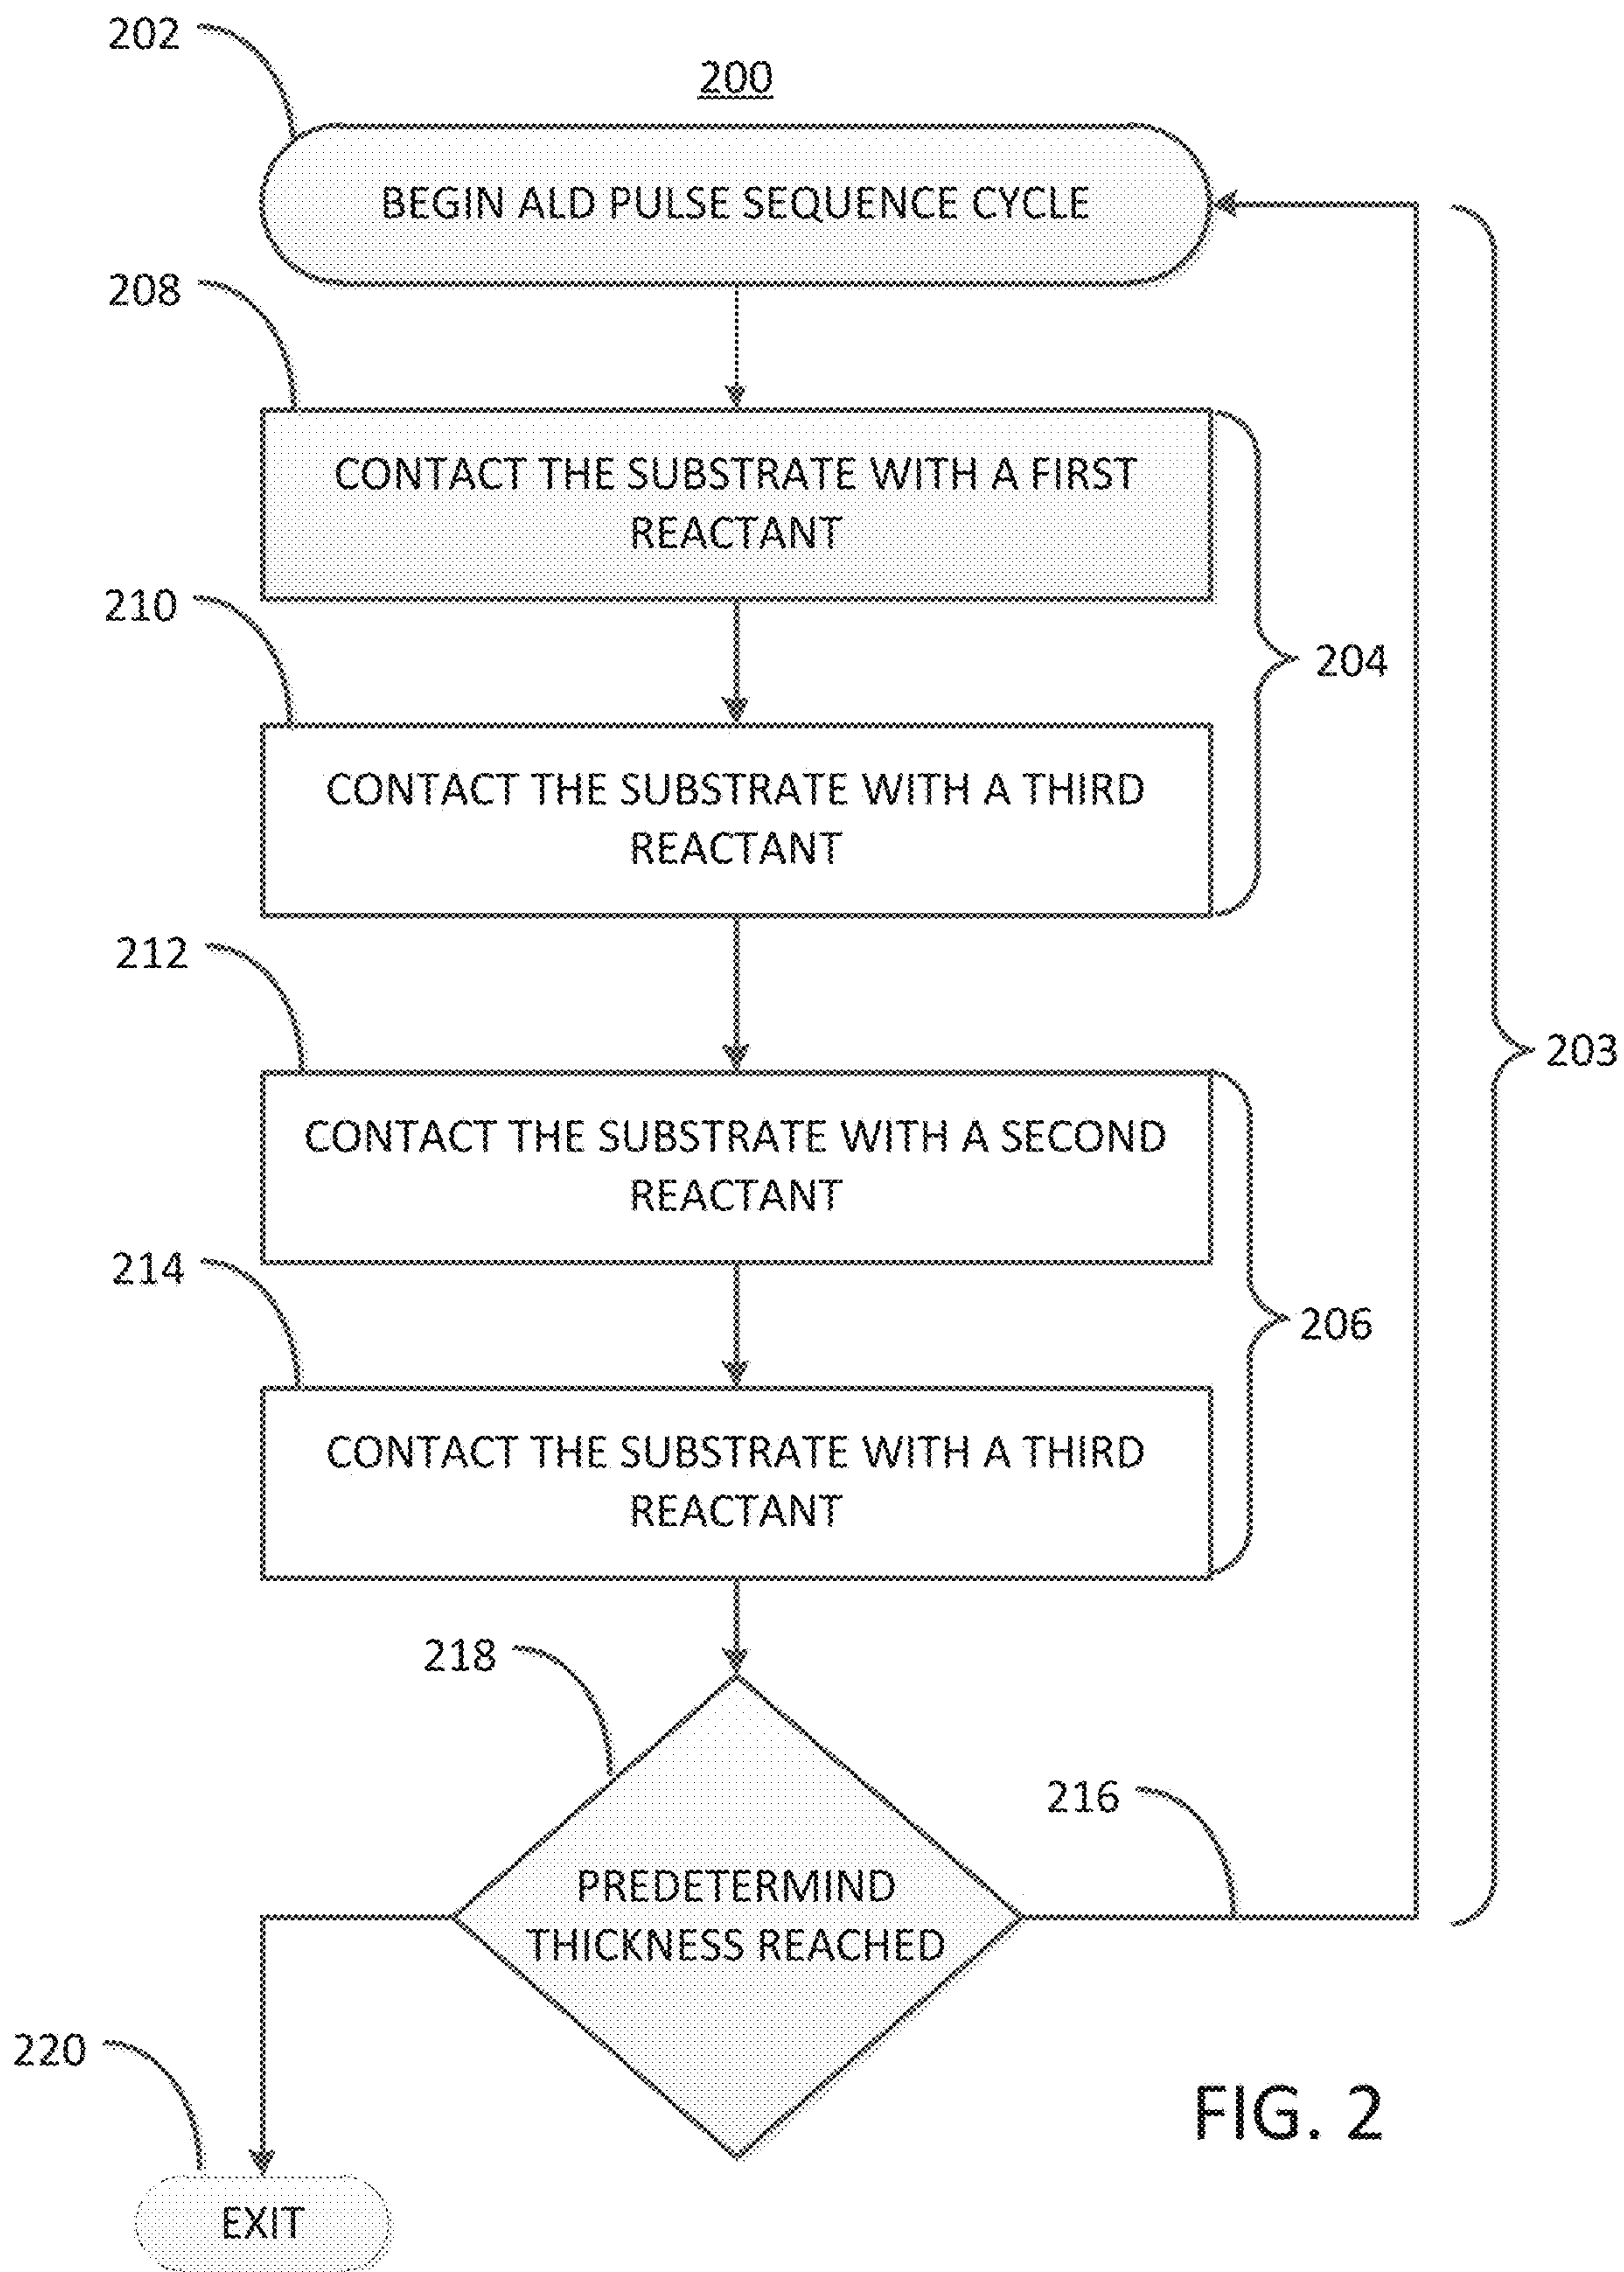 202
200
BEGIN ALD PULSE SEQUENCE CYCLE
208
CONTACT THE SUBSTRATE WITH A FIRST
REACTANT
210
204
CONTACT THE SUBSTRATE WITH A THIRD
REACTANT
212
203
CONTACT THE SUBSTRATE WITH A SECOND
REACTANT
214
206
CONTACT THE SUBSTRATE WITH A THIRD
REACTANT
218
216
PREDETERMIND
THICKNESS REACHED
220
FIG. 2
EXIT